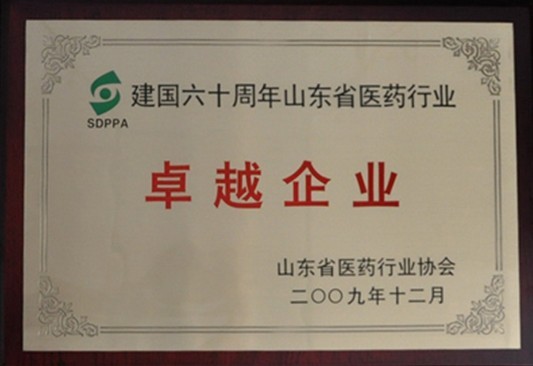 建国六十周年山东省医药行业
SDPPA
卓越企业
山东省医药行业协会
二〇〇九年十二月